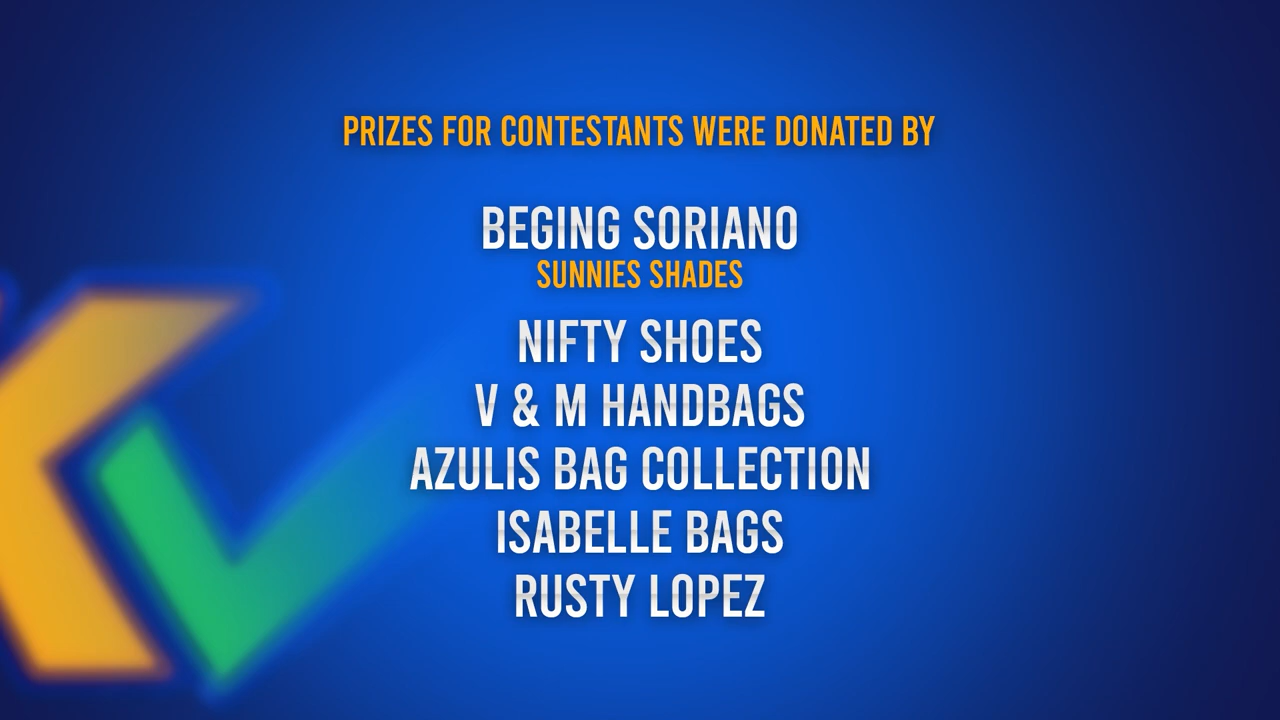 PRIZES FOR CONTESTANTS WERE DONATED BY
BEGING SORIANO
SUNNIES SHADES
NIFTY SHOES
V & M HANDBAGS
AZULIS BAG COLLECTION
ISABELLE BAGS
RUSTY LOPEZ